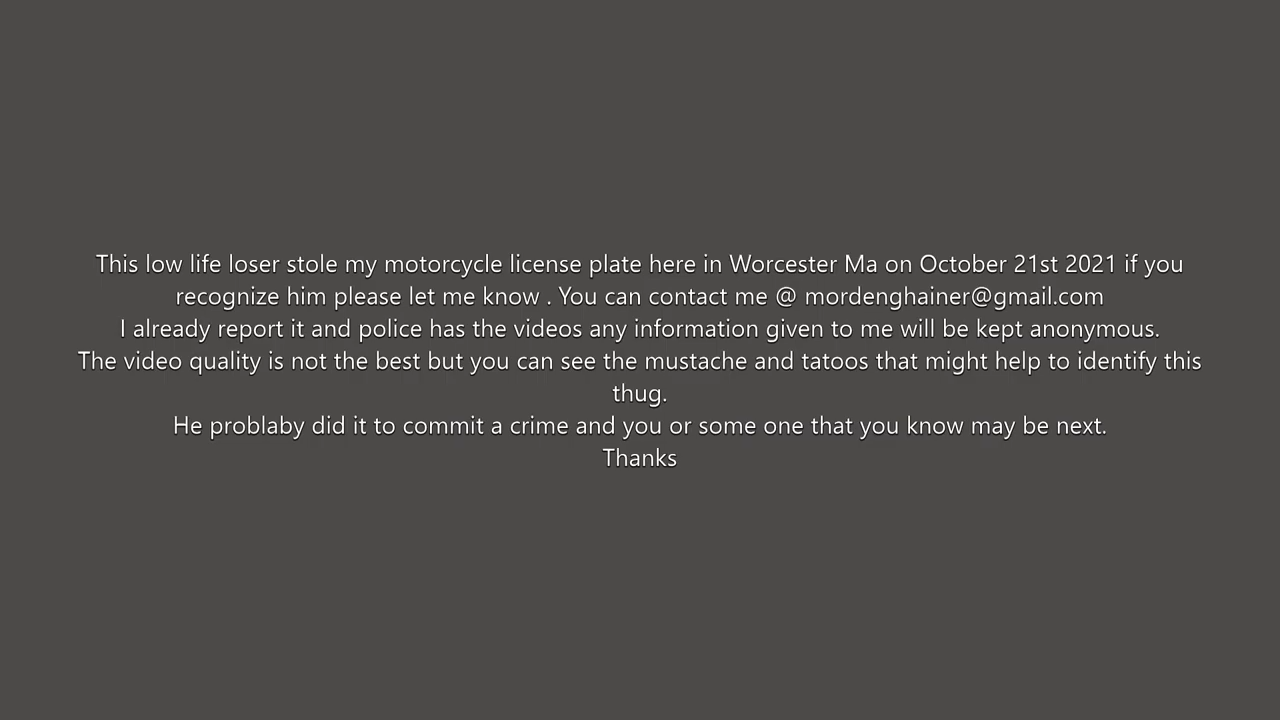 This low life loser stole my motorcycle license plate here in Worcester Ma on October 21st 2021 if you
recognize him please let me know . You can contact me @ mordenghainer@gmail.com
I already report it and police has the videos any information given to me will be kept anonymous.
The video quality is not the best but you can see the mustache and tatoos that might help to identify this
thug.
He problaby did it to commit a crime and you or some one that you know may be next.
Thanks